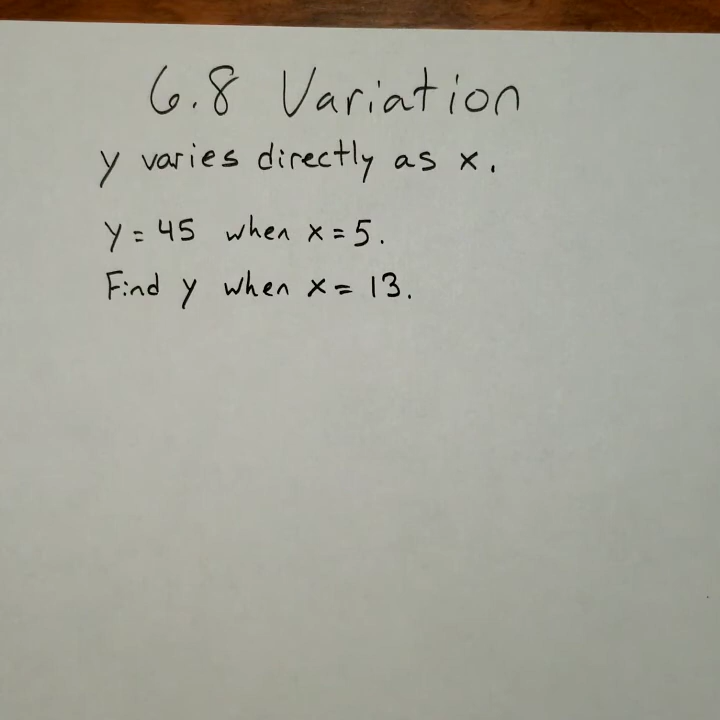 6.8 Variation
y varies directly as x.
y = 45 when x = 5.
Find y when x = 13.